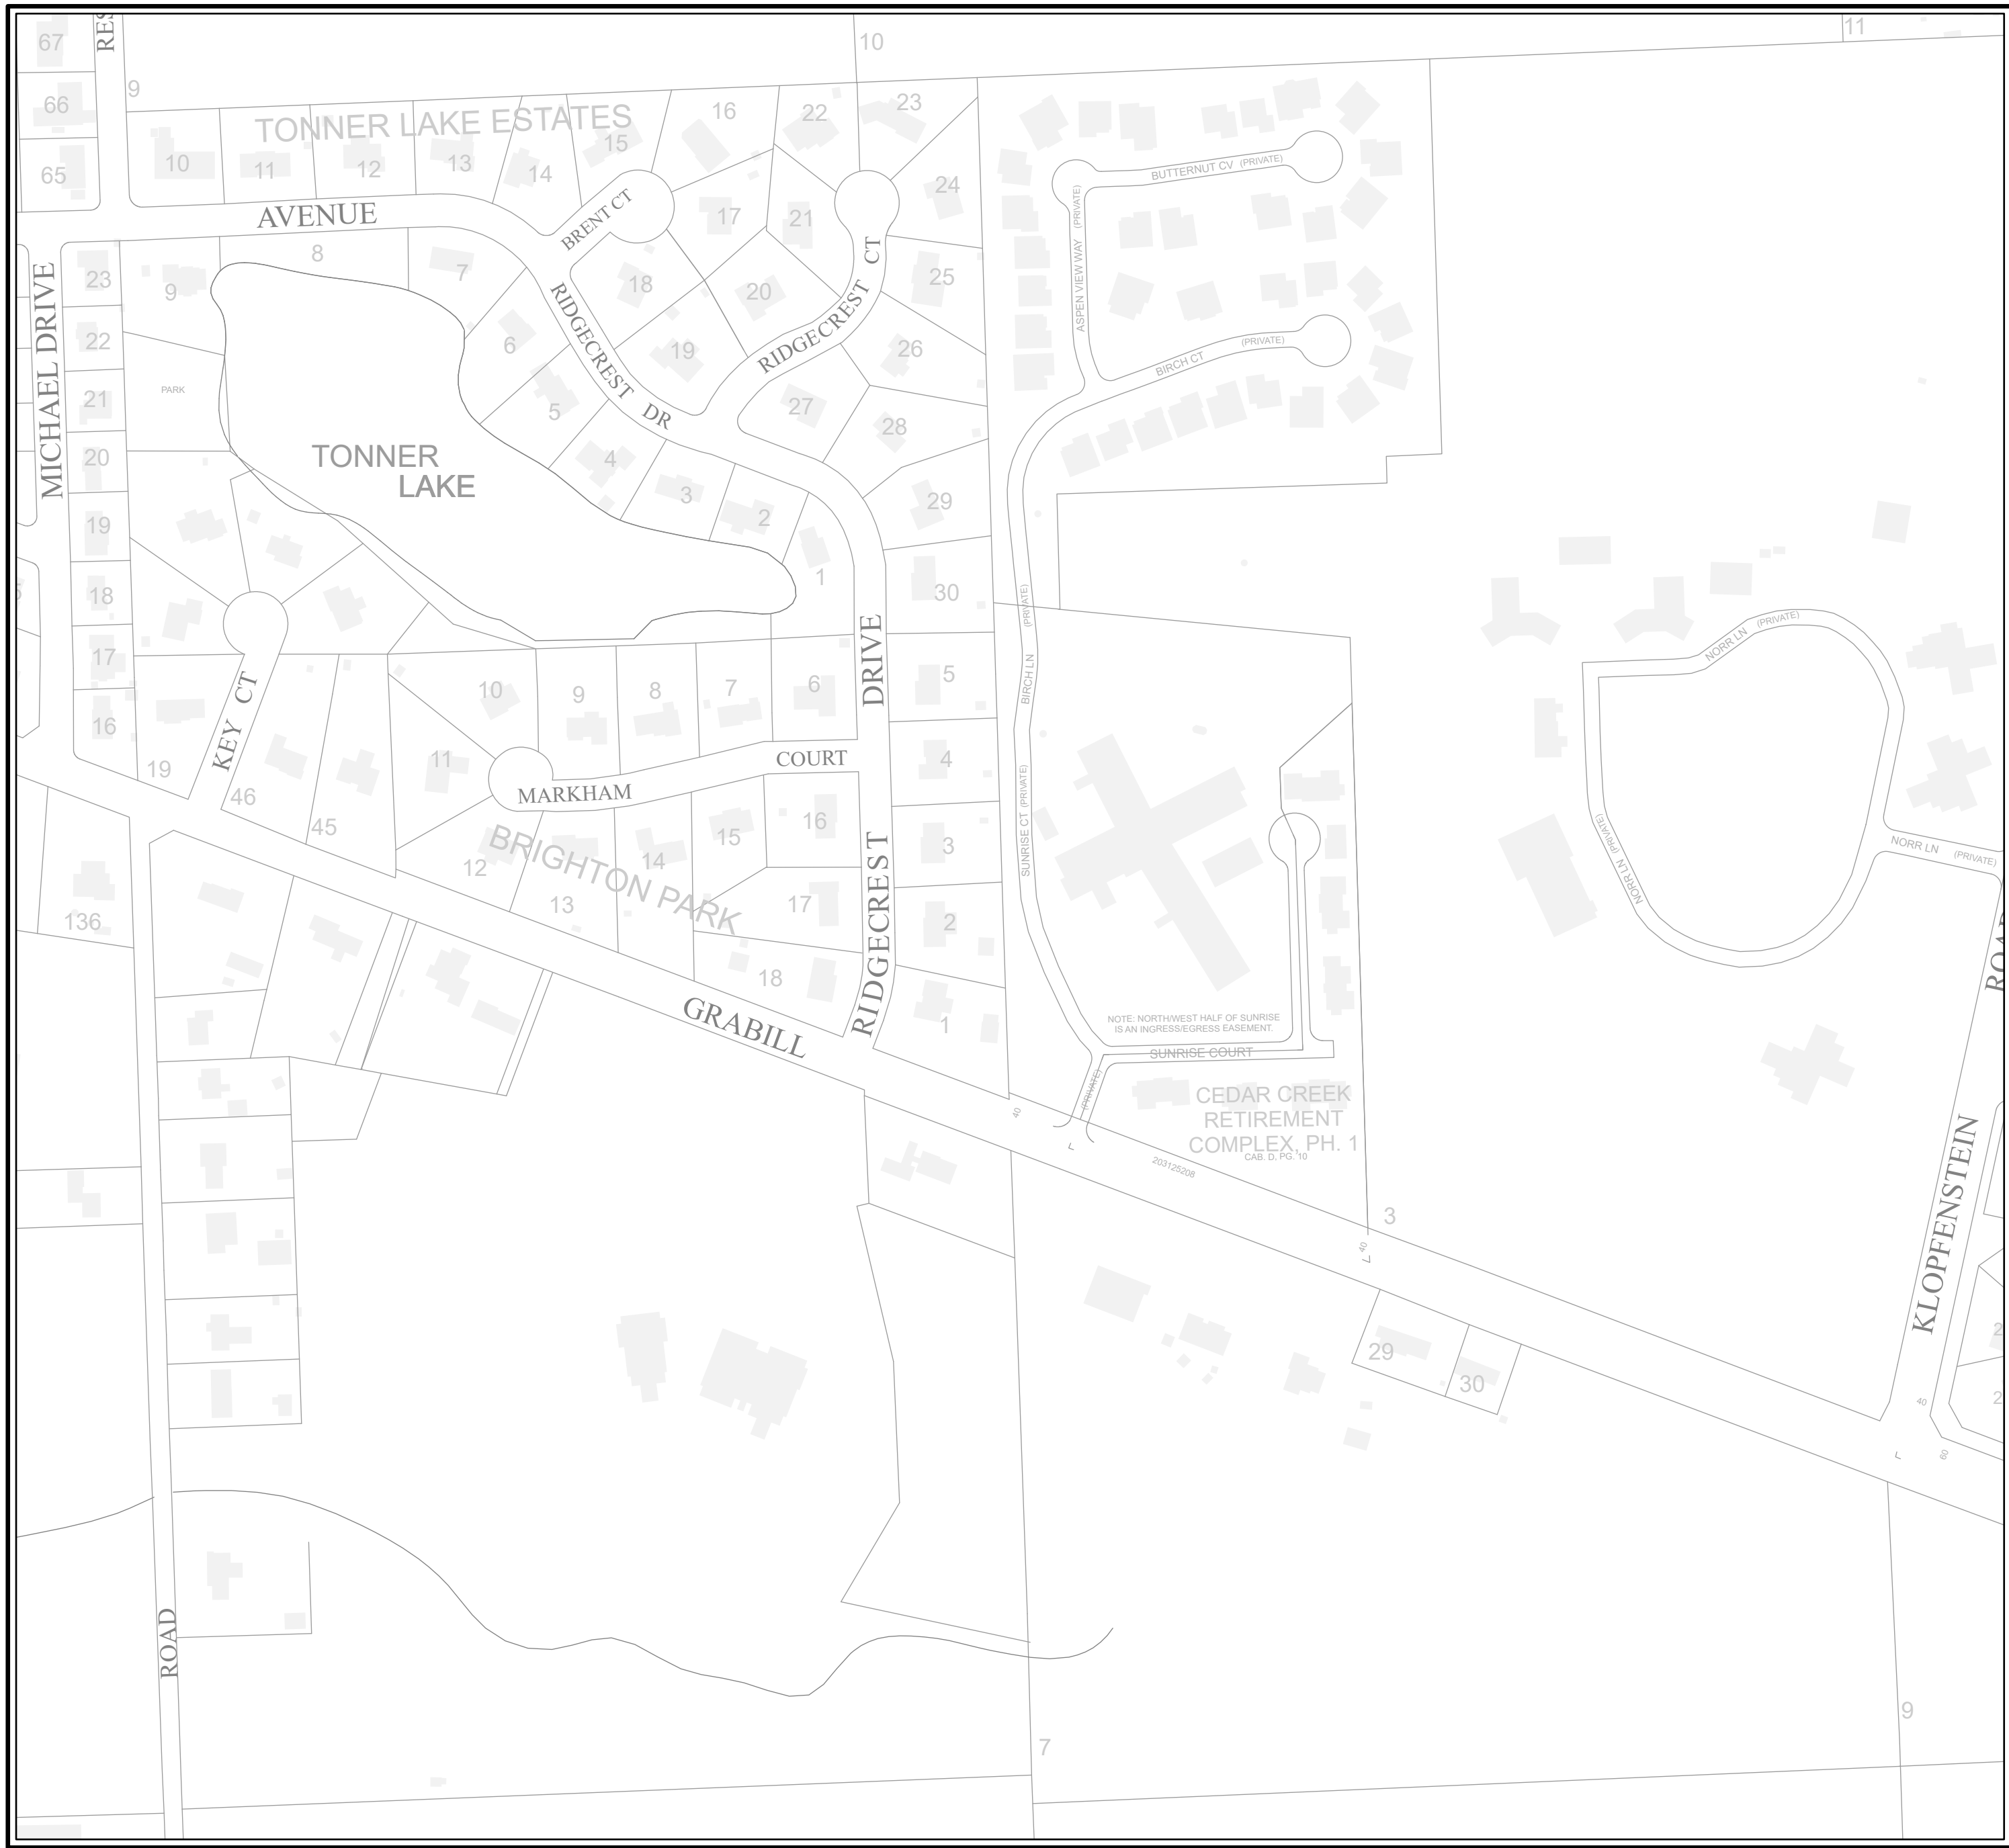 67
RES
10
11
66
9
TONNER LAKE ESTATES
16
22
23
65
10
11
12
13
14
15
BUTTERNUT CV (PRIVATE)
24
AVENUE
BRENT CT
17
21
ASPEN VIEW WAY (PRIVATE)
MICHAEL DRIVE
23
9
8
7
18
20
RIDGECREST CT
25
22
6
RIDGECREST DR
19
26
BIRCH CT (PRIVATE)
PARK
21
5
27
28
20
TONNER
LAKE
4
3
2
29
19
1
30
18
BIRCH LN (PRIVATE)
NORR LN (PRIVATE)
17
KEY CT
10
9
8
7
6
DRIVE
5
16
19
11
COURT
4
46
MARKHAM
SUNRISE CT (PRIVATE)
45
BRIGHTON PARK
12
13
14
15
16
3
NORR LN (PRIVATE)
NORR LN (PRIVATE)
136
17
RIDGECREST
2
ROAD
18
GRABILL
1
NOTE: NORTH/WEST HALF OF SUNRISE
IS AN INGRESS/EGRESS EASEMENT.
SUNRISE COURT
(PRIVATE)
CEDAR CREEK
RETIREMENT
COMPLEX, PH. 1
CAB. D, PG. 10
40
203125208
3
40
KLOPFENSTEIN
29
30
2
2
40
60
ROAD
7
9